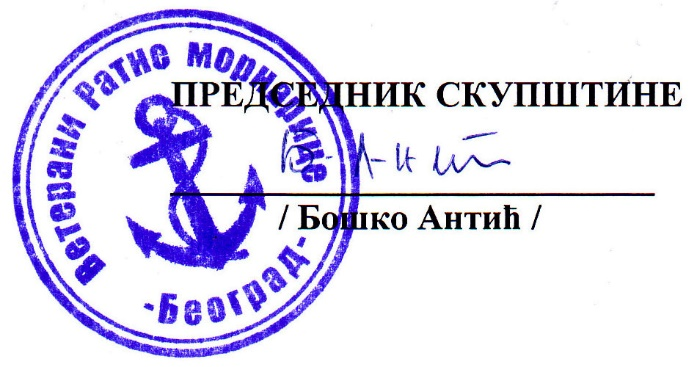 Ветерани Ратне Морнарице
-Београд-
ПРЕДСЕДНИК СКУПШТИНЕ
/ Бошко Антић /